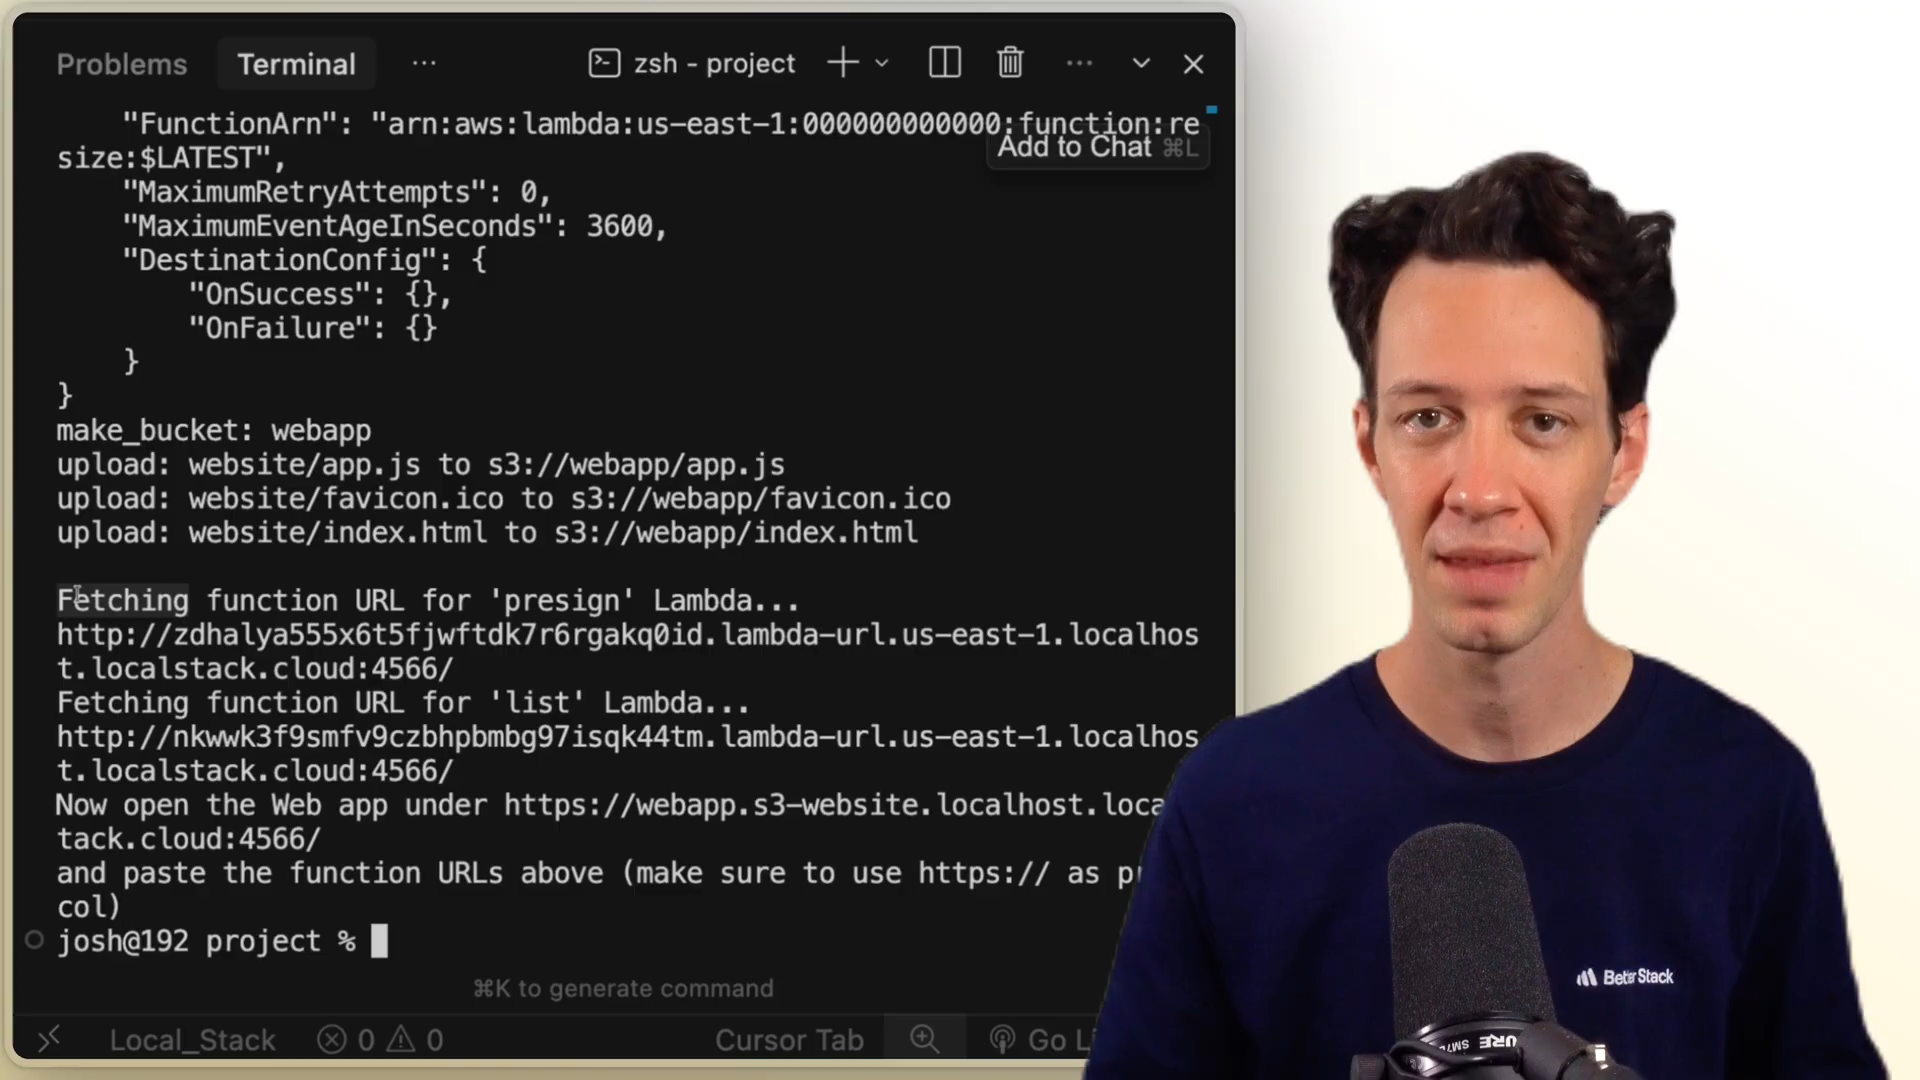 Problems Terminal ··· zsh - project ···
"FunctionArn": "arn:aws:lambda:us-east-1:000000000000:function:re
Add to Chat ⌘L
size:$LATEST",
"MaximumRetryAttempts": 0,
"MaximumEventAgeInSeconds": 3600,
"DestinationConfig": {
"OnSuccess": {},
"OnFailure": {}
}
}
make_bucket: webapp
upload: website/app.js to s3://webapp/app.js
upload: website/favicon.ico to s3://webapp/favicon.ico
upload: website/index.html to s3://webapp/index.html
Fetching function URL for 'presign' Lambda...
http://zdhalya555x6t5fjwftdk7r6rgakq0id.lambda-url.us-east-1.localhos
t.localstack.cloud:4566/
Fetching function URL for 'list' Lambda...
http://nkwwk3f9smfv9czbhpbmbg97isqk44tm.lambda-url.us-east-1.localhos
t.localstack.cloud:4566/
Now open the Web app under https://webapp.s3-website.localhost.loca
tack.cloud:4566/
and paste the function URLs above (make sure to use https:// as
col)
josh@192 project %
⌘K to generate command
Local_Stack 0 0 Cursor Tab Go
Better Stack
SM7